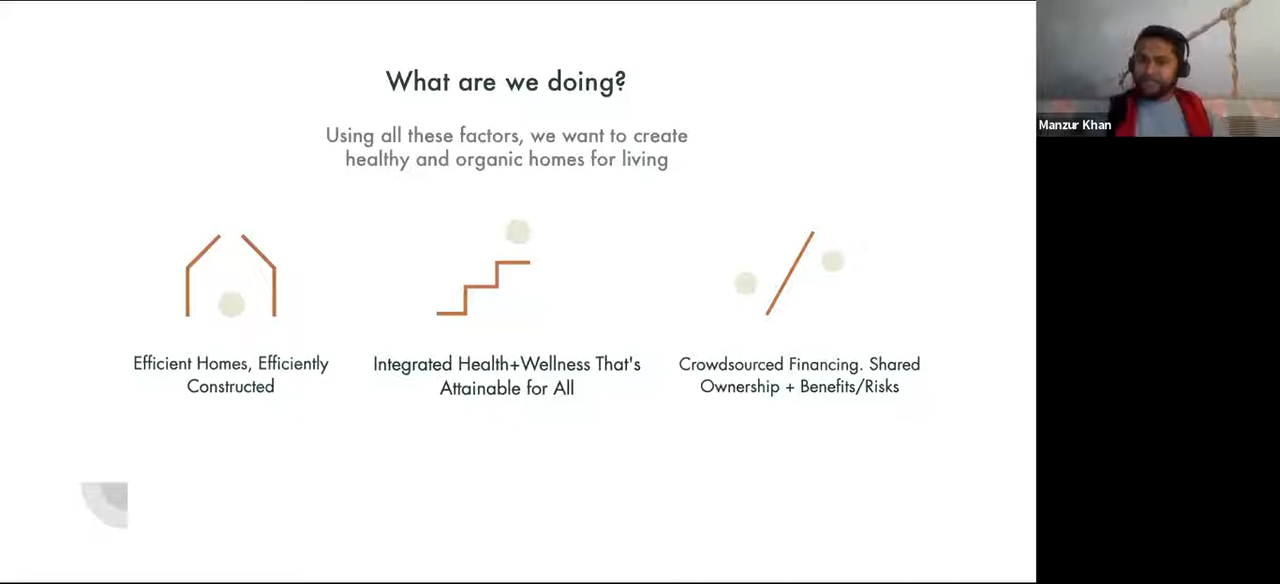 What are we doing?
Using all these factors, we want to create
healthy and organic homes for living
Efficient Homes, Efficiently
Constructed
Integrated Health+Wellness That's
Attainable for All
Crowdsourced Financing. Shared
Ownership + Benefits/Risks
Manzur Khan